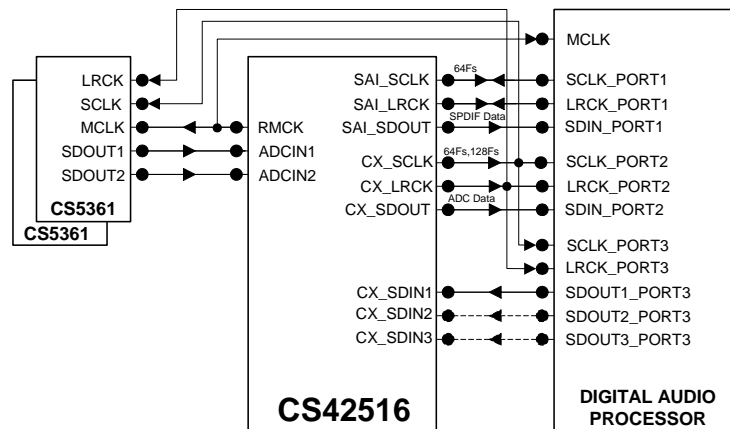 MCLK
LRCK
SCLK
MCLK
SDOUT1
SDOUT2
CS5361
CS5361
RMCK
ADCIN1
ADCIN2
SAI_SCLK
SAI_LRCK
SAI_SDOUT
CX_SCLK
CX_LRCK
CX_SDOUT
CX_SDIN1
CX_SDIN2
CX_SDIN3
CS42516
64Fs
SPDIF Data
64Fs,128Fs
ADC Data
SCLK_PORT1
LRCK_PORT1
SDIN_PORT1
SCLK_PORT2
LRCK_PORT2
SDIN_PORT2
SCLK_PORT3
LRCK_PORT3
SDOUT1_PORT3
SDOUT2_PORT3
SDOUT3_PORT3
DIGITAL AUDIO
PROCESSOR